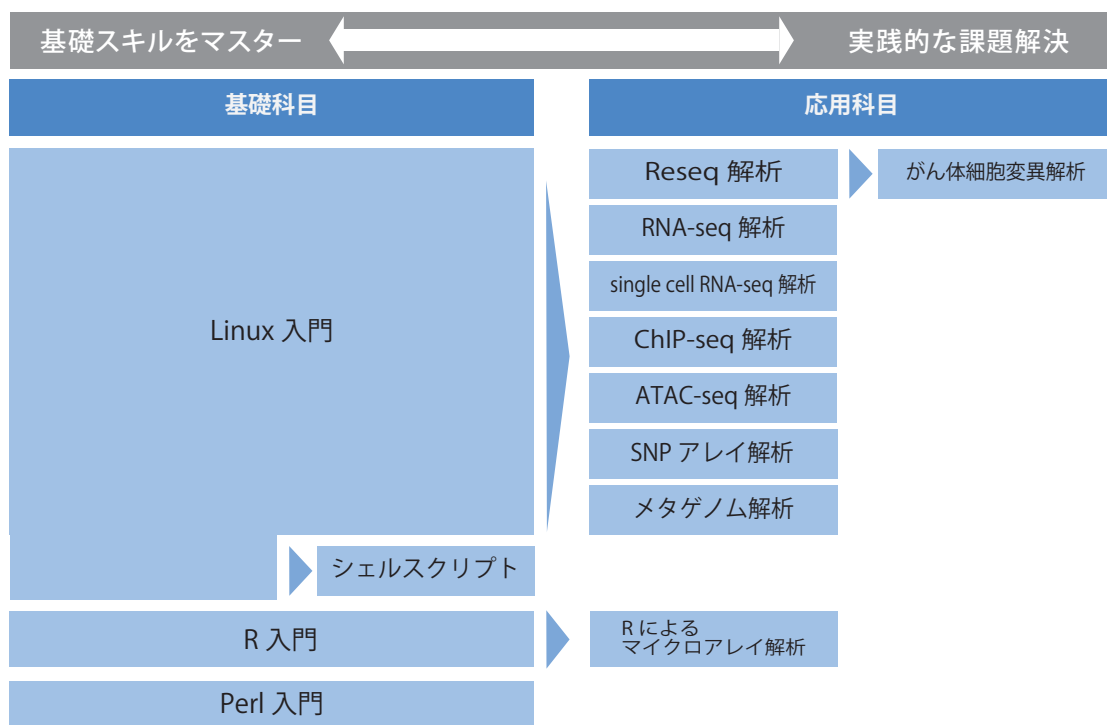 基礎スキルをマスター
実践的な課題解決
基礎科目
応用科目
Linux 入門
Reseq 解析
がん体細胞変異解析
RNA-seq 解析
single cell RNA-seq 解析
ChIP-seq 解析
ATAC-seq 解析
SNP アレイ解析
メタゲノム解析
シェルスクリプト
R 入門
R による
マイクロアレイ解析
Perl 入門